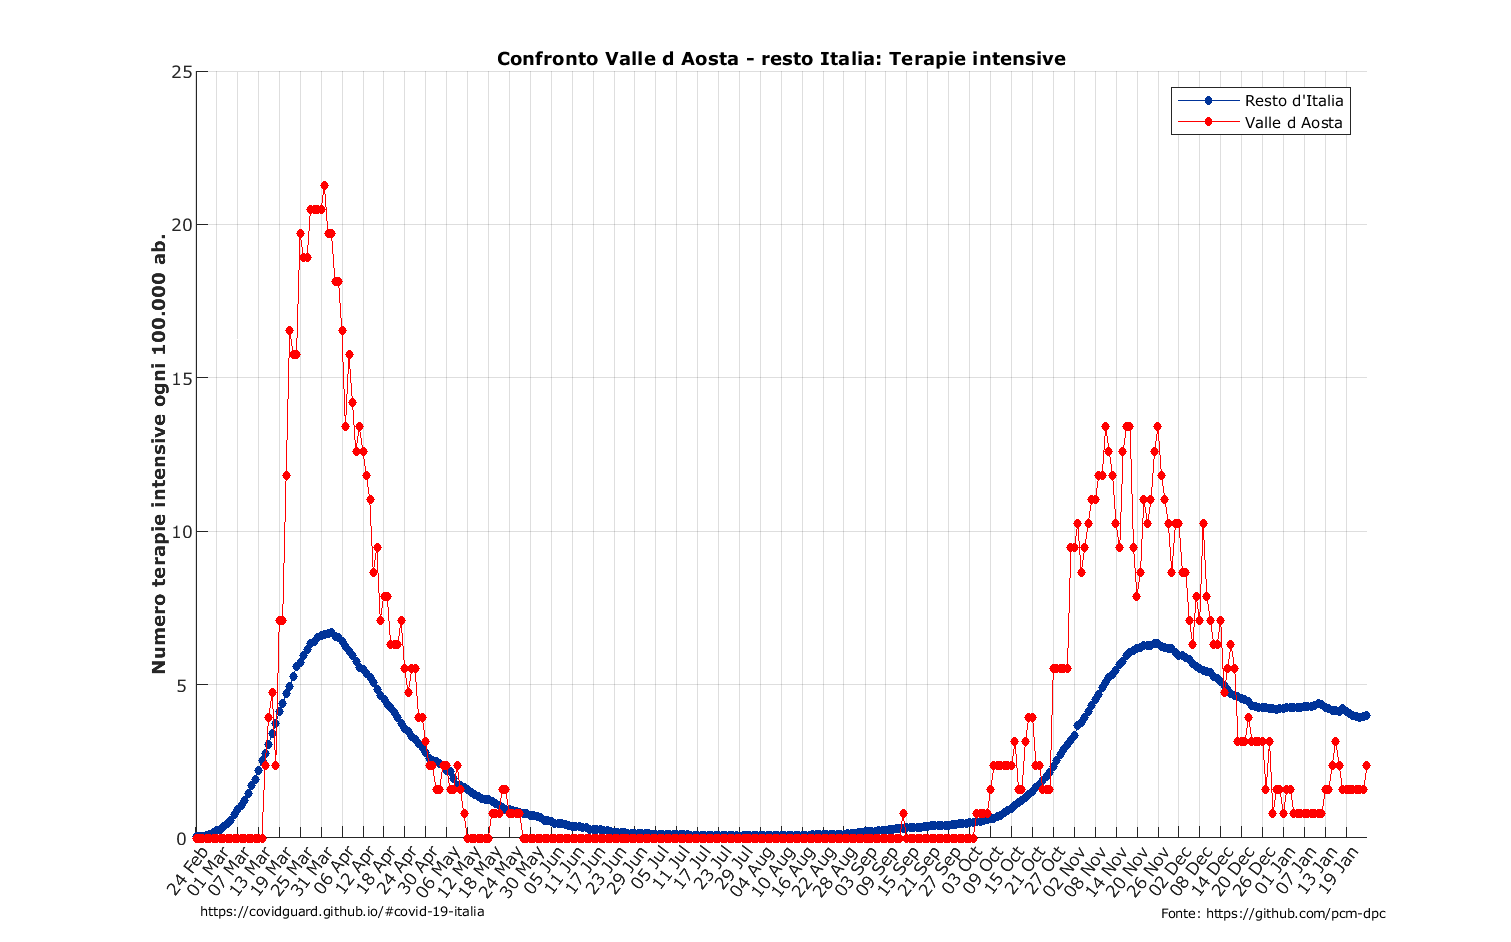 Confronto Valle d Aosta - resto Italia: Terapie intensive
Resto d'Italia
Valle d Aosta
Numero terapie intensive ogni 100.000 ab.
25
20
15
10
5
0
24 Feb
01 Mar
07 Mar
13 Mar
19 Mar
25 Mar
31 Mar
06 Apr
12 Apr
18 Apr
24 Apr
30 Apr
06 May
12 May
18 May
24 May
30 May
05 Jun
11 Jun
17 Jun
23 Jun
29 Jun
05 Jul
11 Jul
17 Jul
23 Jul
29 Jul
04 Aug
10 Aug
16 Aug
22 Aug
28 Aug
03 Sep
09 Sep
15 Sep
21 Sep
27 Sep
03 Oct
09 Oct
15 Oct
21 Oct
27 Oct
02 Nov
08 Nov
14 Nov
20 Nov
26 Nov
02 Dec
08 Dec
14 Dec
20 Dec
26 Dec
01 Jan
07 Jan
13 Jan
19 Jan
https://covidguard.github.io/#covid-19-italia
Fonte: https://github.com/pcm-dpc